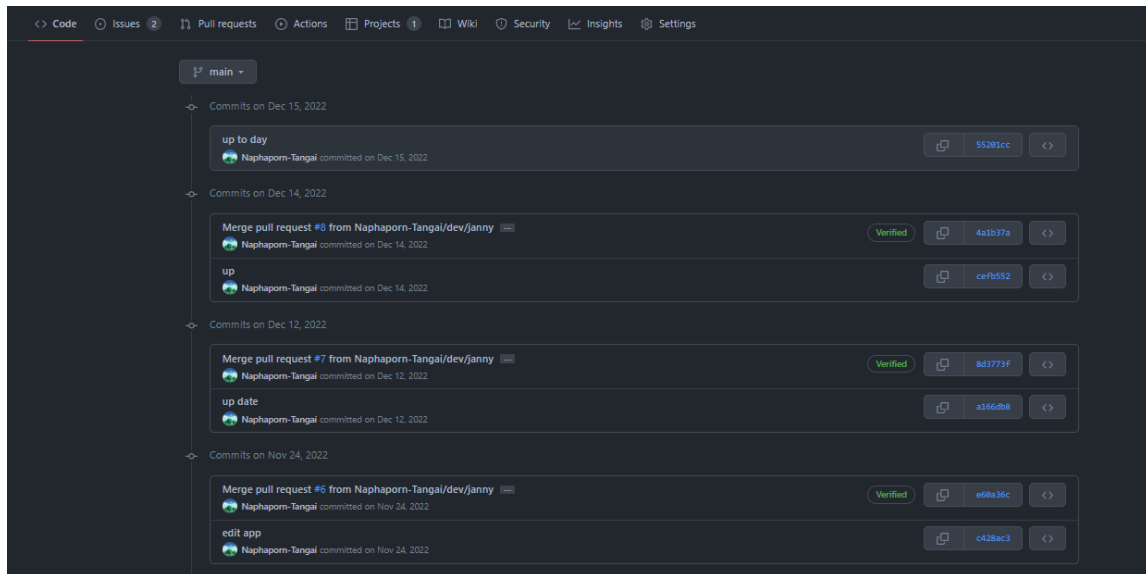 <> Code Issues 2 Pull requests Actions Projects 1 Wiki Security Insights Settings
main
Commits on Dec 15, 2022
up to day
Naphaporn-Tangai committed on Dec 15, 2022
55201cc <>
Commits on Dec 14, 2022
Merge pull request #8 from Naphaporn-Tangai/dev/janny ...
Naphaporn-Tangai committed on Dec 14, 2022
Verified 4a1b37a <>
up
Naphaporn-Tangai committed on Dec 14, 2022
cefb552 <>
Commits on Dec 12, 2022
Merge pull request #7 from Naphaporn-Tangai/dev/janny ...
Naphaporn-Tangai committed on Dec 12, 2022
Verified 8d3773f <>
up date
Naphaporn-Tangai committed on Dec 12, 2022
a166db8 <>
Commits on Nov 24, 2022
Merge pull request #6 from Naphaporn-Tangai/dev/janny ...
Naphaporn-Tangai committed on Nov 24, 2022
Verified e60a36c <>
edit app
Naphaporn-Tangai committed on Nov 24, 2022
c428ac3 <>